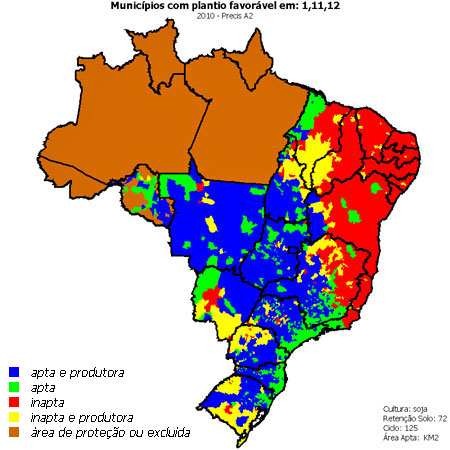 Municípios com plantio favorável em: 1,11,12
2010 - Precis A2
apta e produtora
apta
inapta
inapta e produtora
área de proteção ou excluida
Cultura: soja
Retenção Solo: 72
Ciclo: 125
Área Apta: KM2